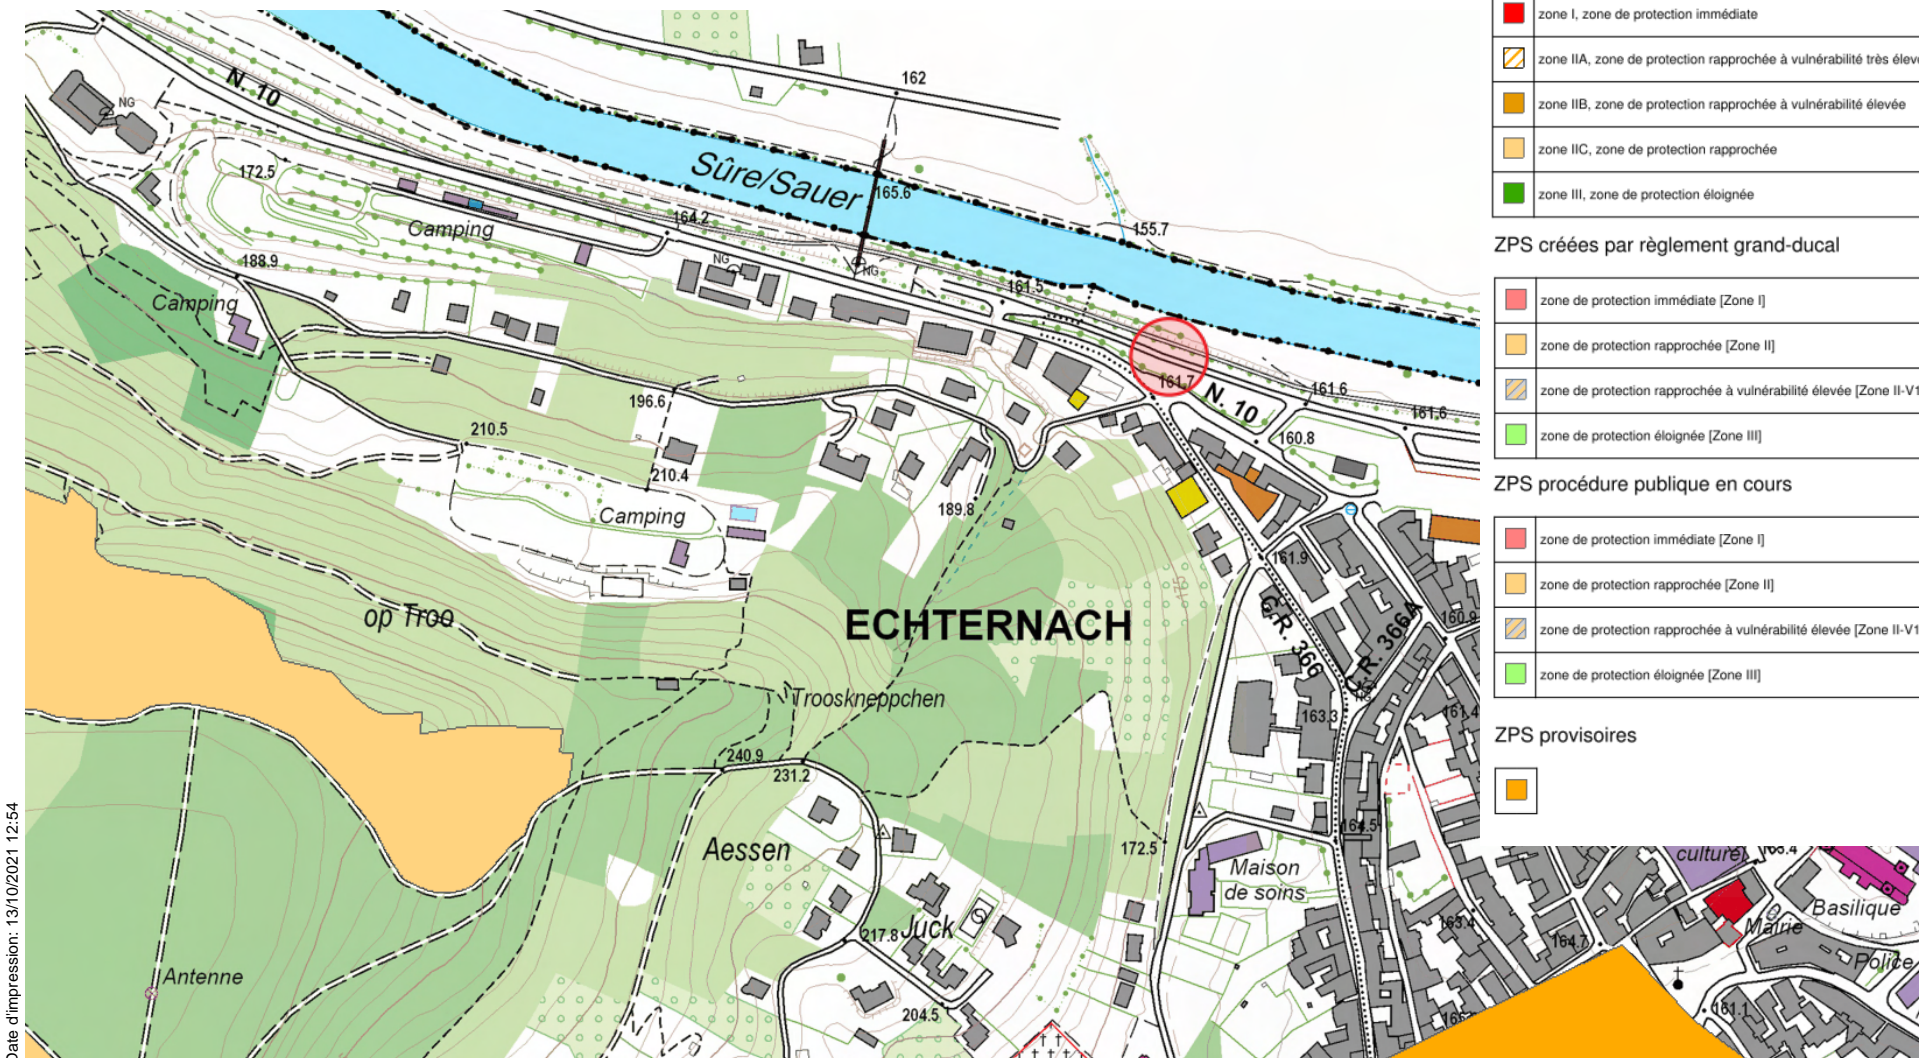 zone I, zone de protection immédiate
zone IIA, zone de protection rapprochée à vulnérabilité très élev
zone IIB, zone de protection rapprochée à vulnérabilité élevée
zone IIC, zone de protection rapprochée
zone III, zone de protection éloignée
ZPS créées par règlement grand-ducal
zone de protection immédiate [Zone I]
zone de protection rapprochée [Zone II]
zone de protection rapprochée à vulnérabilité élevée [Zone II-V1
zone de protection éloignée [Zone III]
ZPS procédure publique en cours
zone de protection immédiate [Zone I]
zone de protection rapprochée [Zone II]
zone de protection rapprochée à vulnérabilité élevée [Zone II-V1
zone de protection éloignée [Zone III]
ZPS provisoires
162
N. 10
NG
172.5
Sûre/Sauer
165.6
164.2
155.7
Camping
188.9
NG
NG
161.5
Camping
161.7
N. 10
161.6
161.6
196.6
160.8
210.5
210.4
Camping
189.8
161.9
op Troo
ECHTERNACH
C.R. 366
C.R. 366A
160.9
Trooskneppchen
NG
163.3
161.4
240.9
231.2
164.5
Aessen
172.5
Maison
de soins
culturel
163.4
217.8
Juck
163.4
164.7
Basilique
Mairie
Police
Antenne
204.5
161.1
Date d'impression: 13/10/2021 12:54